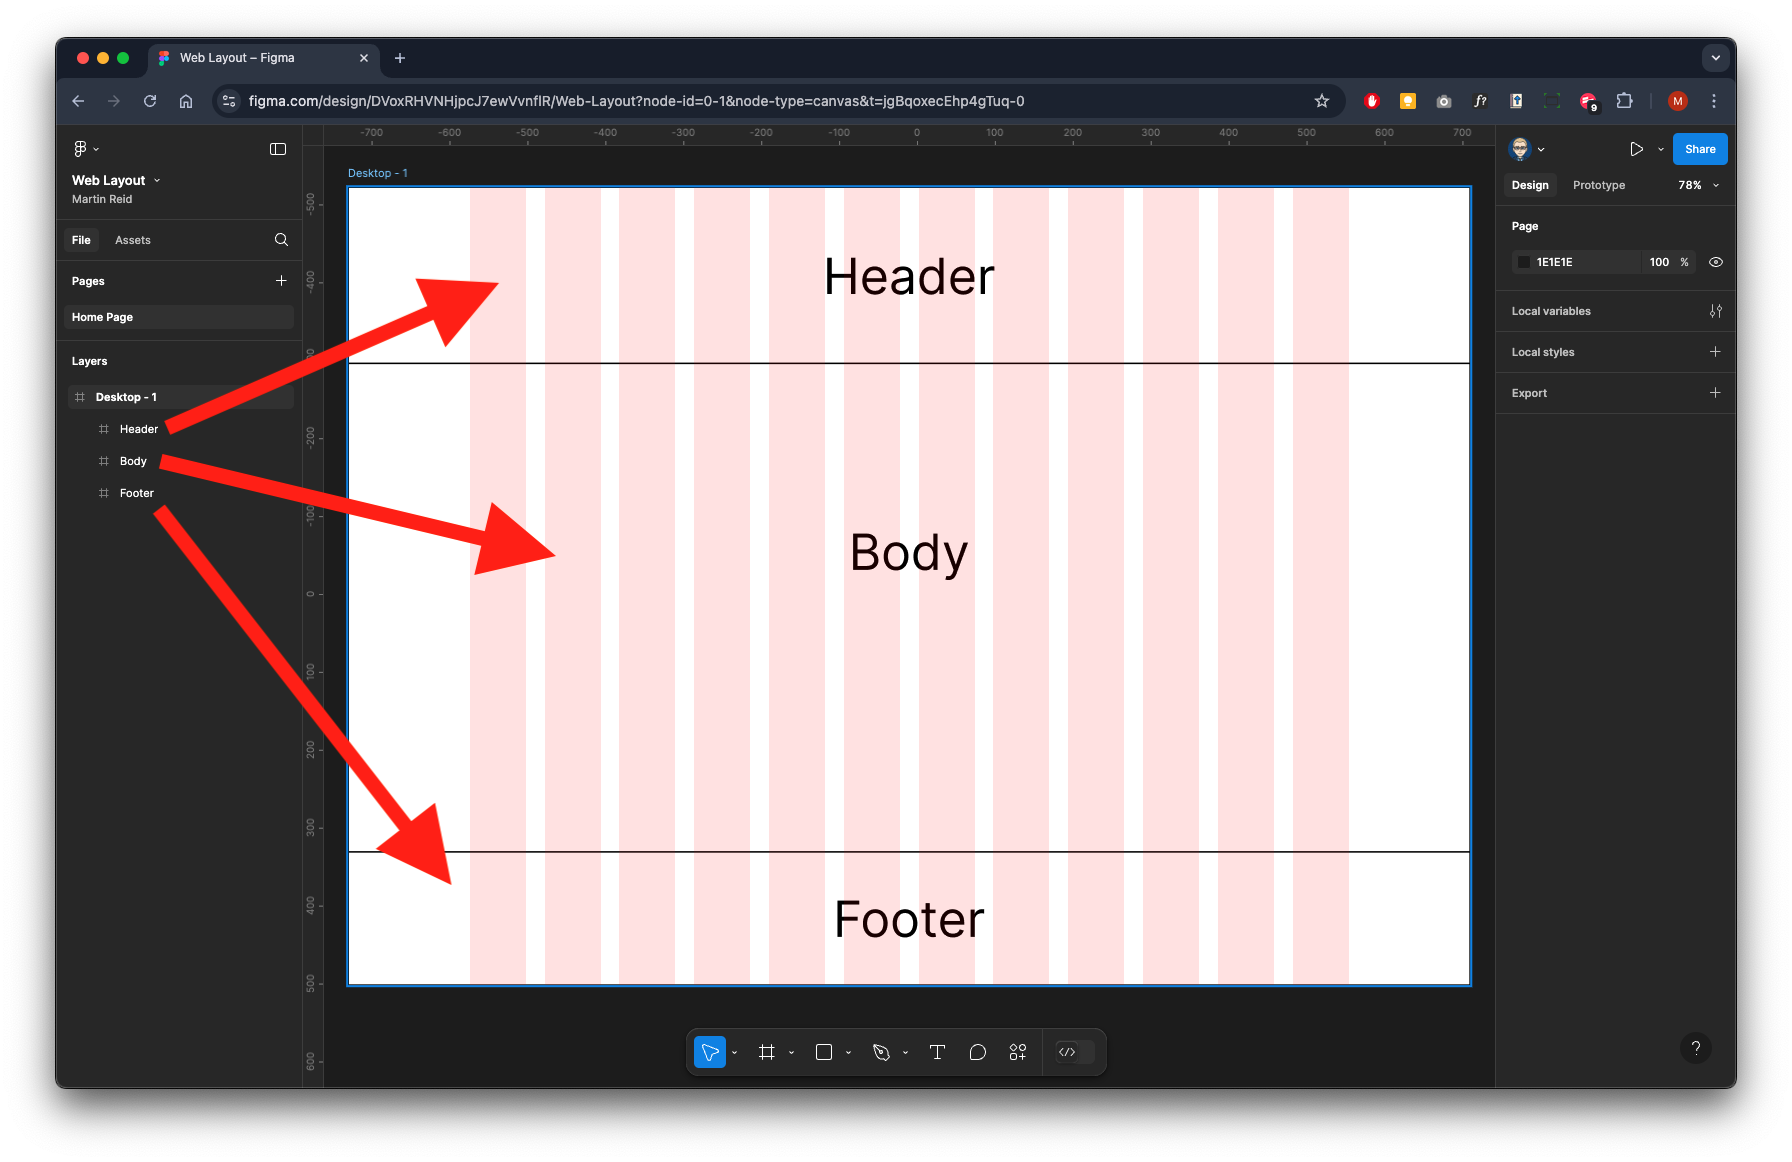 Web Layout – Figma
figma.com/design/DVoxRHVNHjpcJ7ewVvnflR/Web-Layout?node-id=0-1&node-type=canvas&t=jgBqoxecEhp4gTuq-0
f?
9
M
Web Layout
Martin Reid
File
Assets
Pages
Home Page
Layers
Desktop - 1
Header
Body
Footer
-700 -600 -500 -400 -300 -200 -100 0 100 200 300 400 500 600 700
-500
-400
-200
-100
0
100
200
300
400
500
600
Desktop - 1
Header
Body
Footer
Share
Design
Prototype
78%
Page
1E1E1E
100 %
Local variables
Local styles
Export
T
</>
?